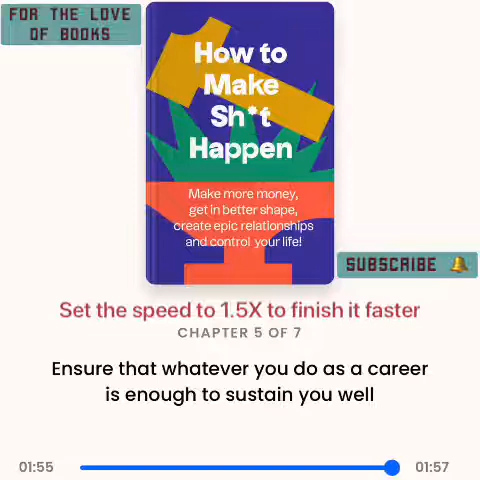 FOR THE LOVE
OF BOOKS
How to
Make
Sh*t
Happen
Make more money,
get in better shape,
create epic relationships
and control your life!
SUBSCRIBE
Set the speed to 1.5X to finish it faster
CHAPTER 5 OF 7
Ensure that whatever you do as a career
is enough to sustain you well
01:55
01:57